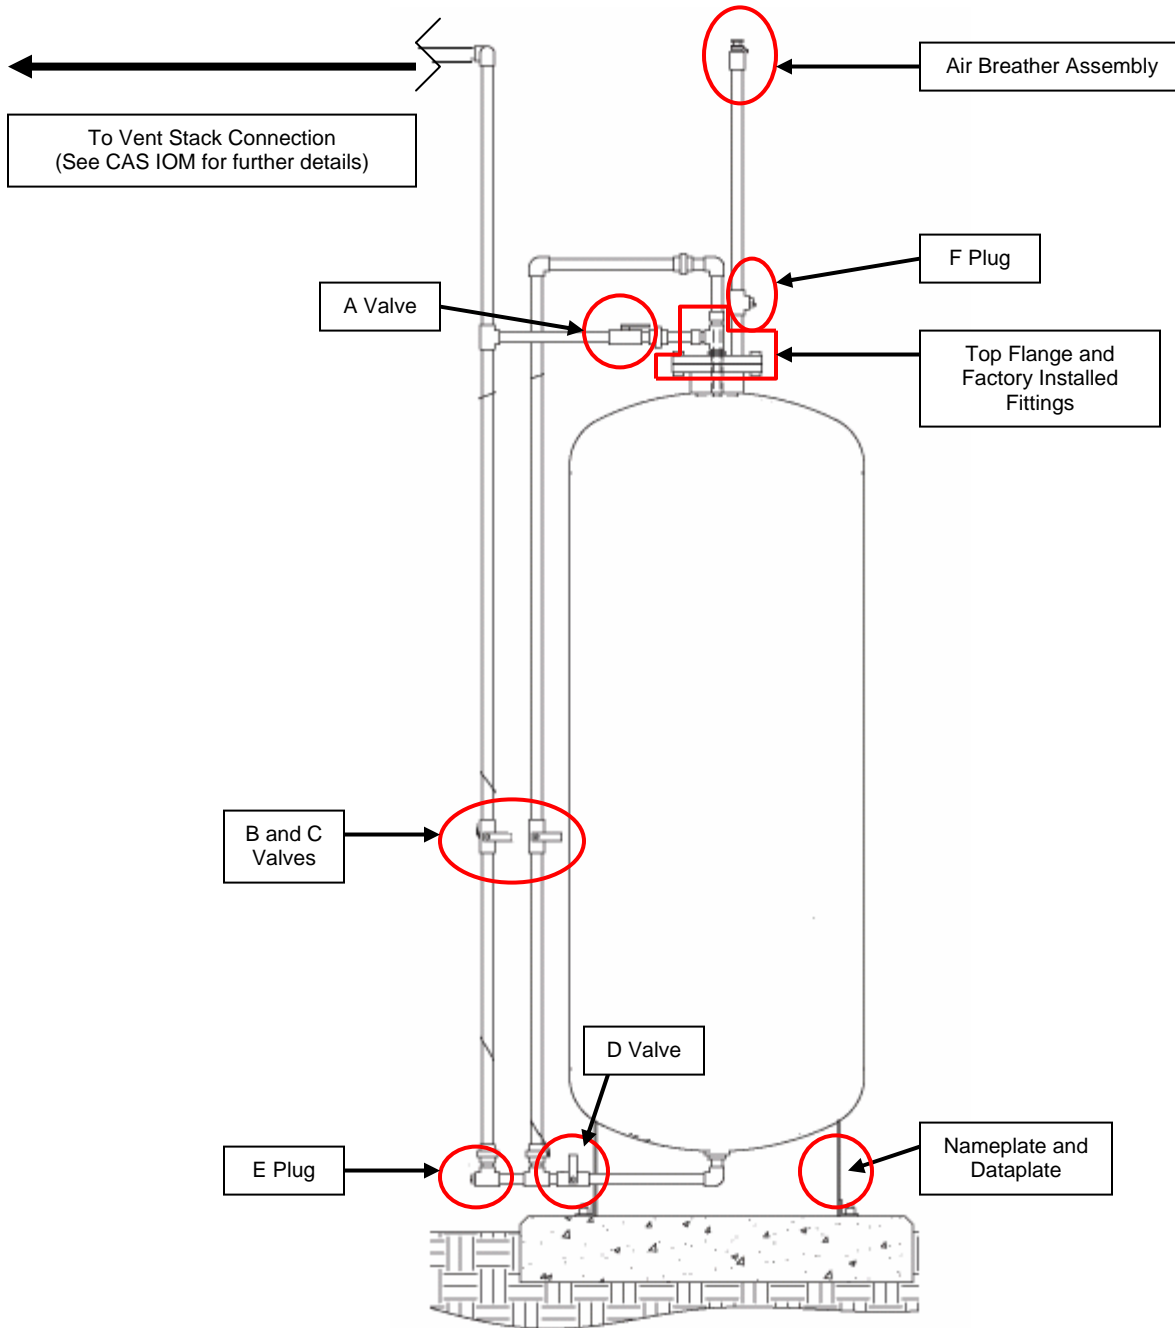 Air Breather Assembly
To Vent Stack Connection
(See CAS IOM for further details)
F Plug
A Valve
Top Flange and
Factory Installed
Fittings
B and C
Valves
D Valve
E Plug
Nameplate and
Dataplate